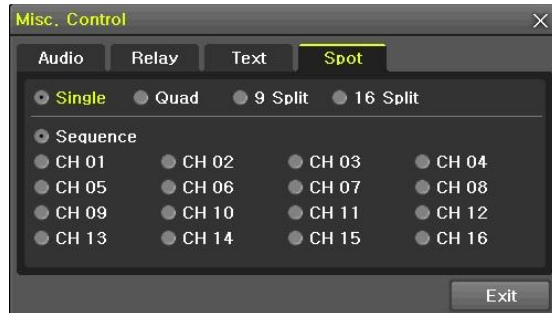 Misc. Control
Audio Relay Text Spot
Single Quad 9 Split 16 Split
Sequence
CH 01 CH 02 CH 03 CH 04
CH 05 CH 06 CH 07 CH 08
CH 09 CH 10 CH 11 CH 12
CH 13 CH 14 CH 15 CH 16
Exit